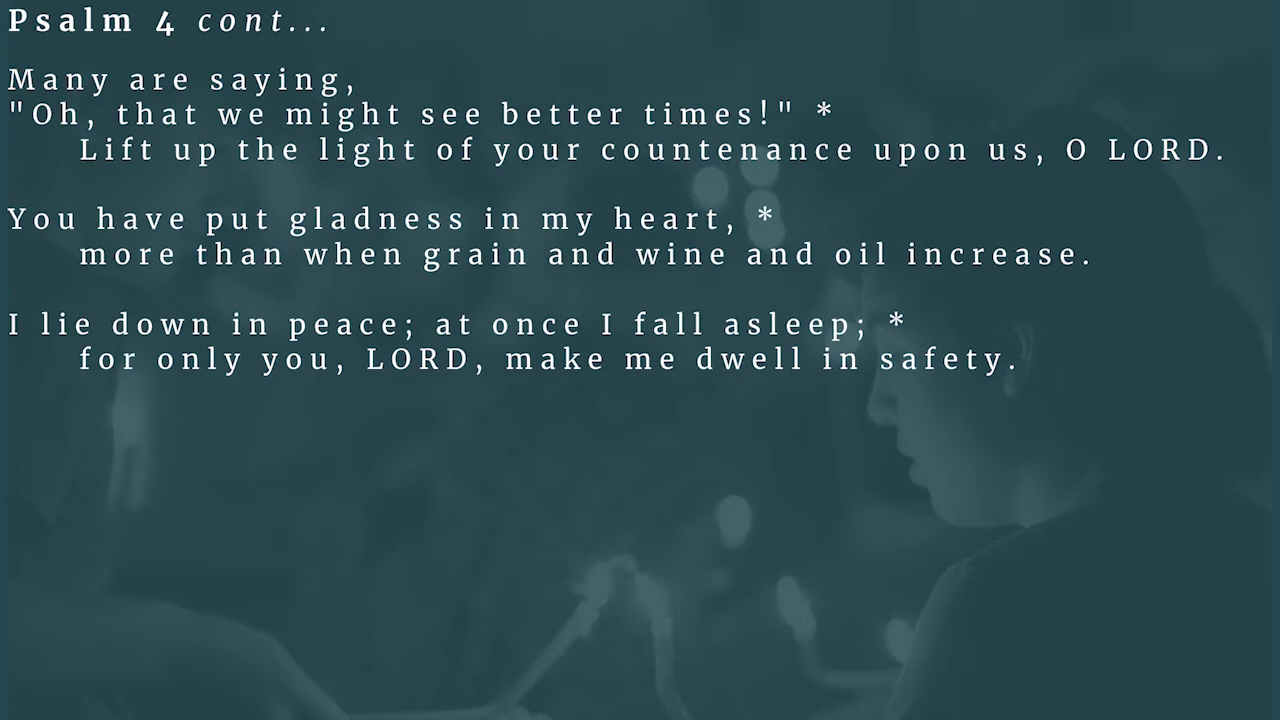 Psalm 4 cont...
Many are saying,
"Oh, that we might see better times!" *
Lift up the light of your countenance upon us, O LORD.
You have put gladness in my heart, *
more than when grain and wine and oil increase.
I lie down in peace; at once I fall asleep; *
for only you, LORD, make me dwell in safety.